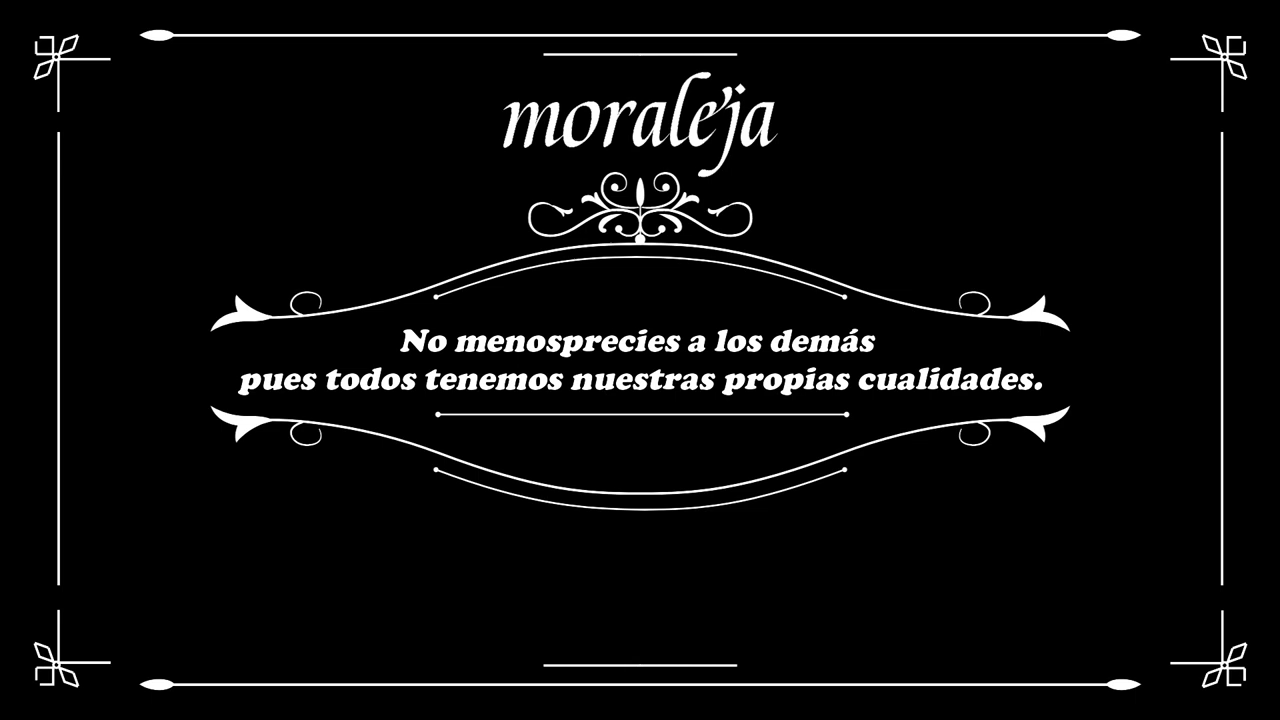 moraleja
No menosprecies a los demás
pues todos tenemos nuestras propias cualidades.